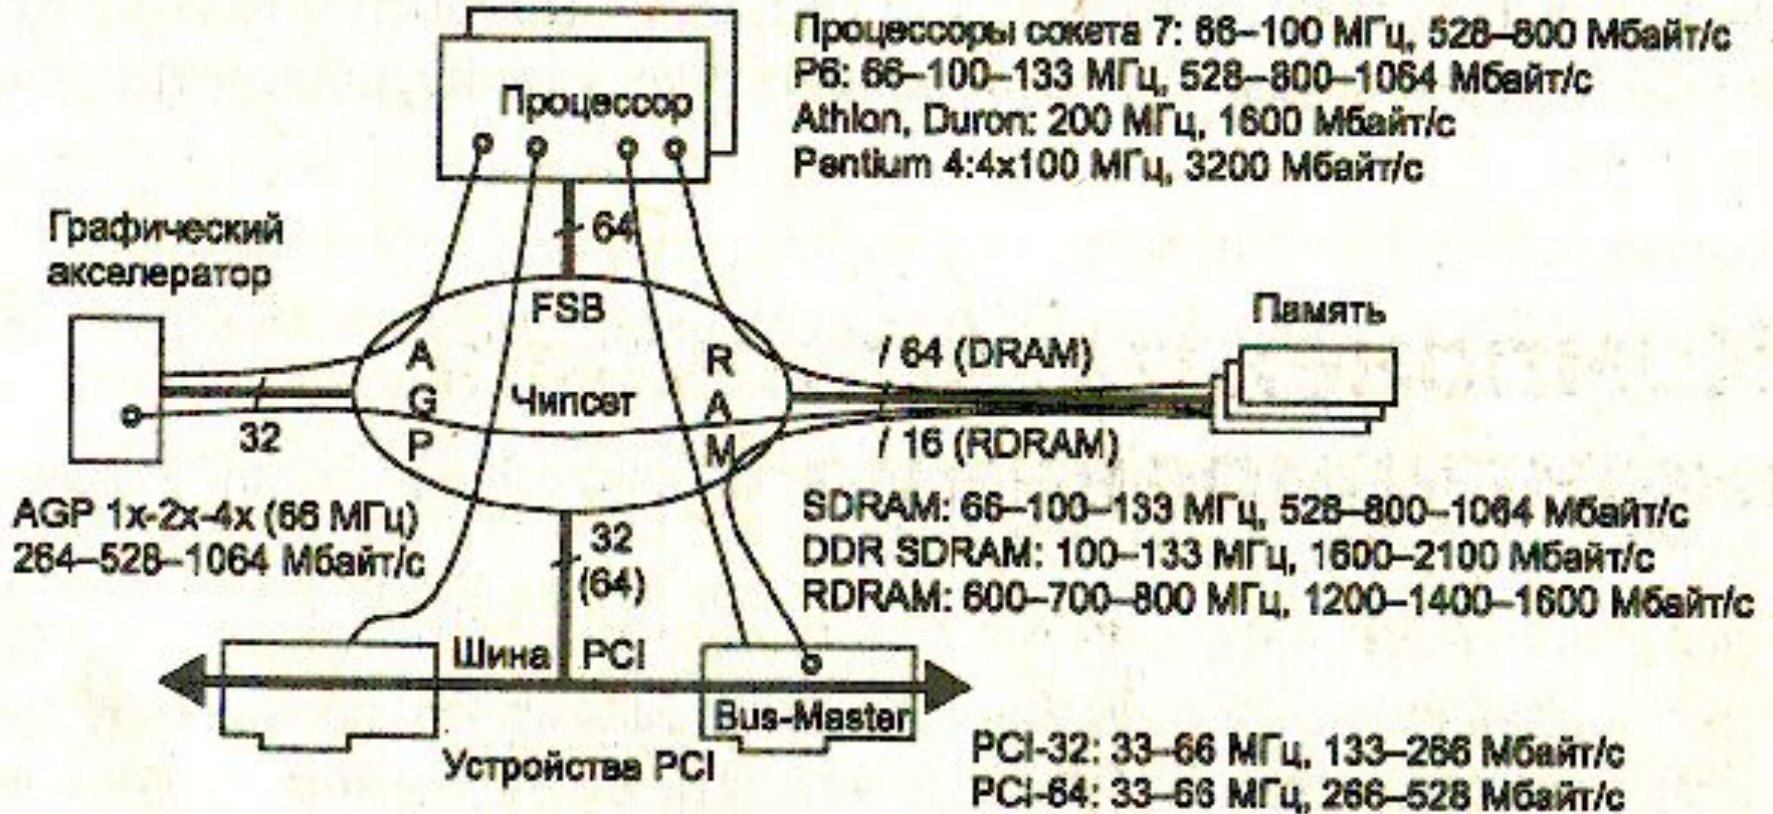 Процессоры сокета 7: 66–100 МГц, 528–800 Мбайт/с
P6: 66–100–133 МГц, 528–800–1064 Мбайт/с
Athlon, Duron: 200 МГц, 1600 Мбайт/с
Pentium 4:4x100 МГц, 3200 Мбайт/с
Процессор
64
Графический
акселератор
FSB
Память
A
G
P
Чипсет
R
A
M
/ 64 (DRAM)
/ 16 (RDRAM)
32
AGP 1x-2x-4x (66 МГц)
264–528–1064 Мбайт/с
32
(64)
SDRAM: 66–100–133 МГц, 528–800–1064 Мбайт/с
DDR SDRAM: 100–133 МГц, 1600–2100 Мбайт/с
RDRAM: 600–700–800 МГц, 1200–1400–1600 Мбайт/с
Шина PCI
Bus-Master
Устройства PCI
PCI-32: 33–66 МГц, 133–266 Мбайт/с
PCI-64: 33–66 МГц, 266–528 Мбайт/с